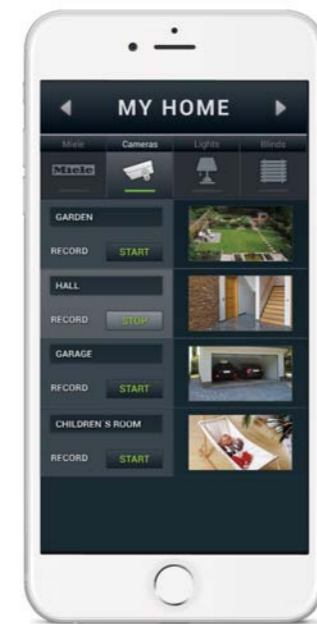 MY HOME
Miele Cameras Lights Blinds
Miele
GARDEN
RECORD START
HALL
RECORD STOP
GARAGE
RECORD START
CHILDREN S ROOM
RECORD START